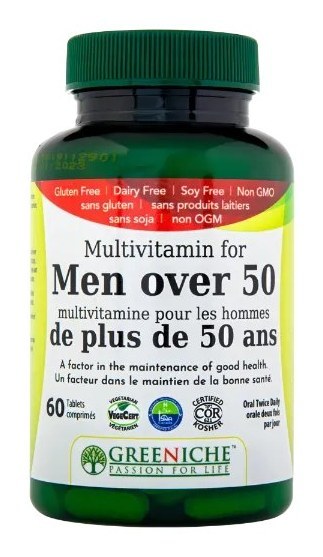 Gluten Free | Dairy Free | Soy Free | Non GMO
sans gluten | sans produits laitiers
sans soja | non OGM
Multivitamin for
Men over 50
multivitamine pour les hommes
de plus de 50 ans
A factor in the maintenance of good health.
Un facteur dans le maintien de la bonne santé.
60 Tablets
comprimés
VEGETARIAN
VEGECERT
VÉGÉTARIEN
CERTIFIED
COR
KOSHER
Oral Twice Daily
orale deux fois
par jour
GREENICHE™
PASSION FOR LIFE